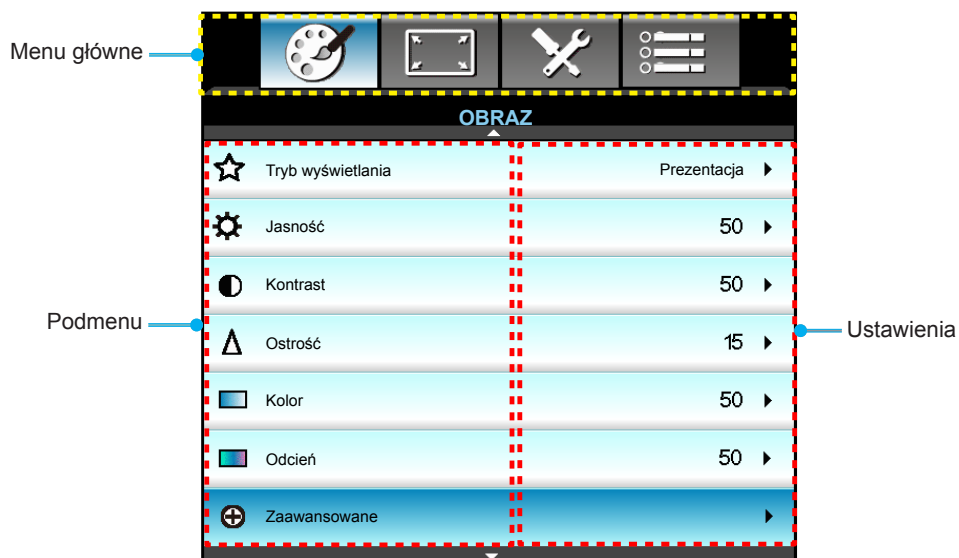 Menu główne
OBRAZ
Tryb wyświetlania Prezentacja
Jasność 50
Kontrast 50
Podmenu
Ostrość 15
Ustawienia
Kolor 50
Odcień 50
Zaawansowane